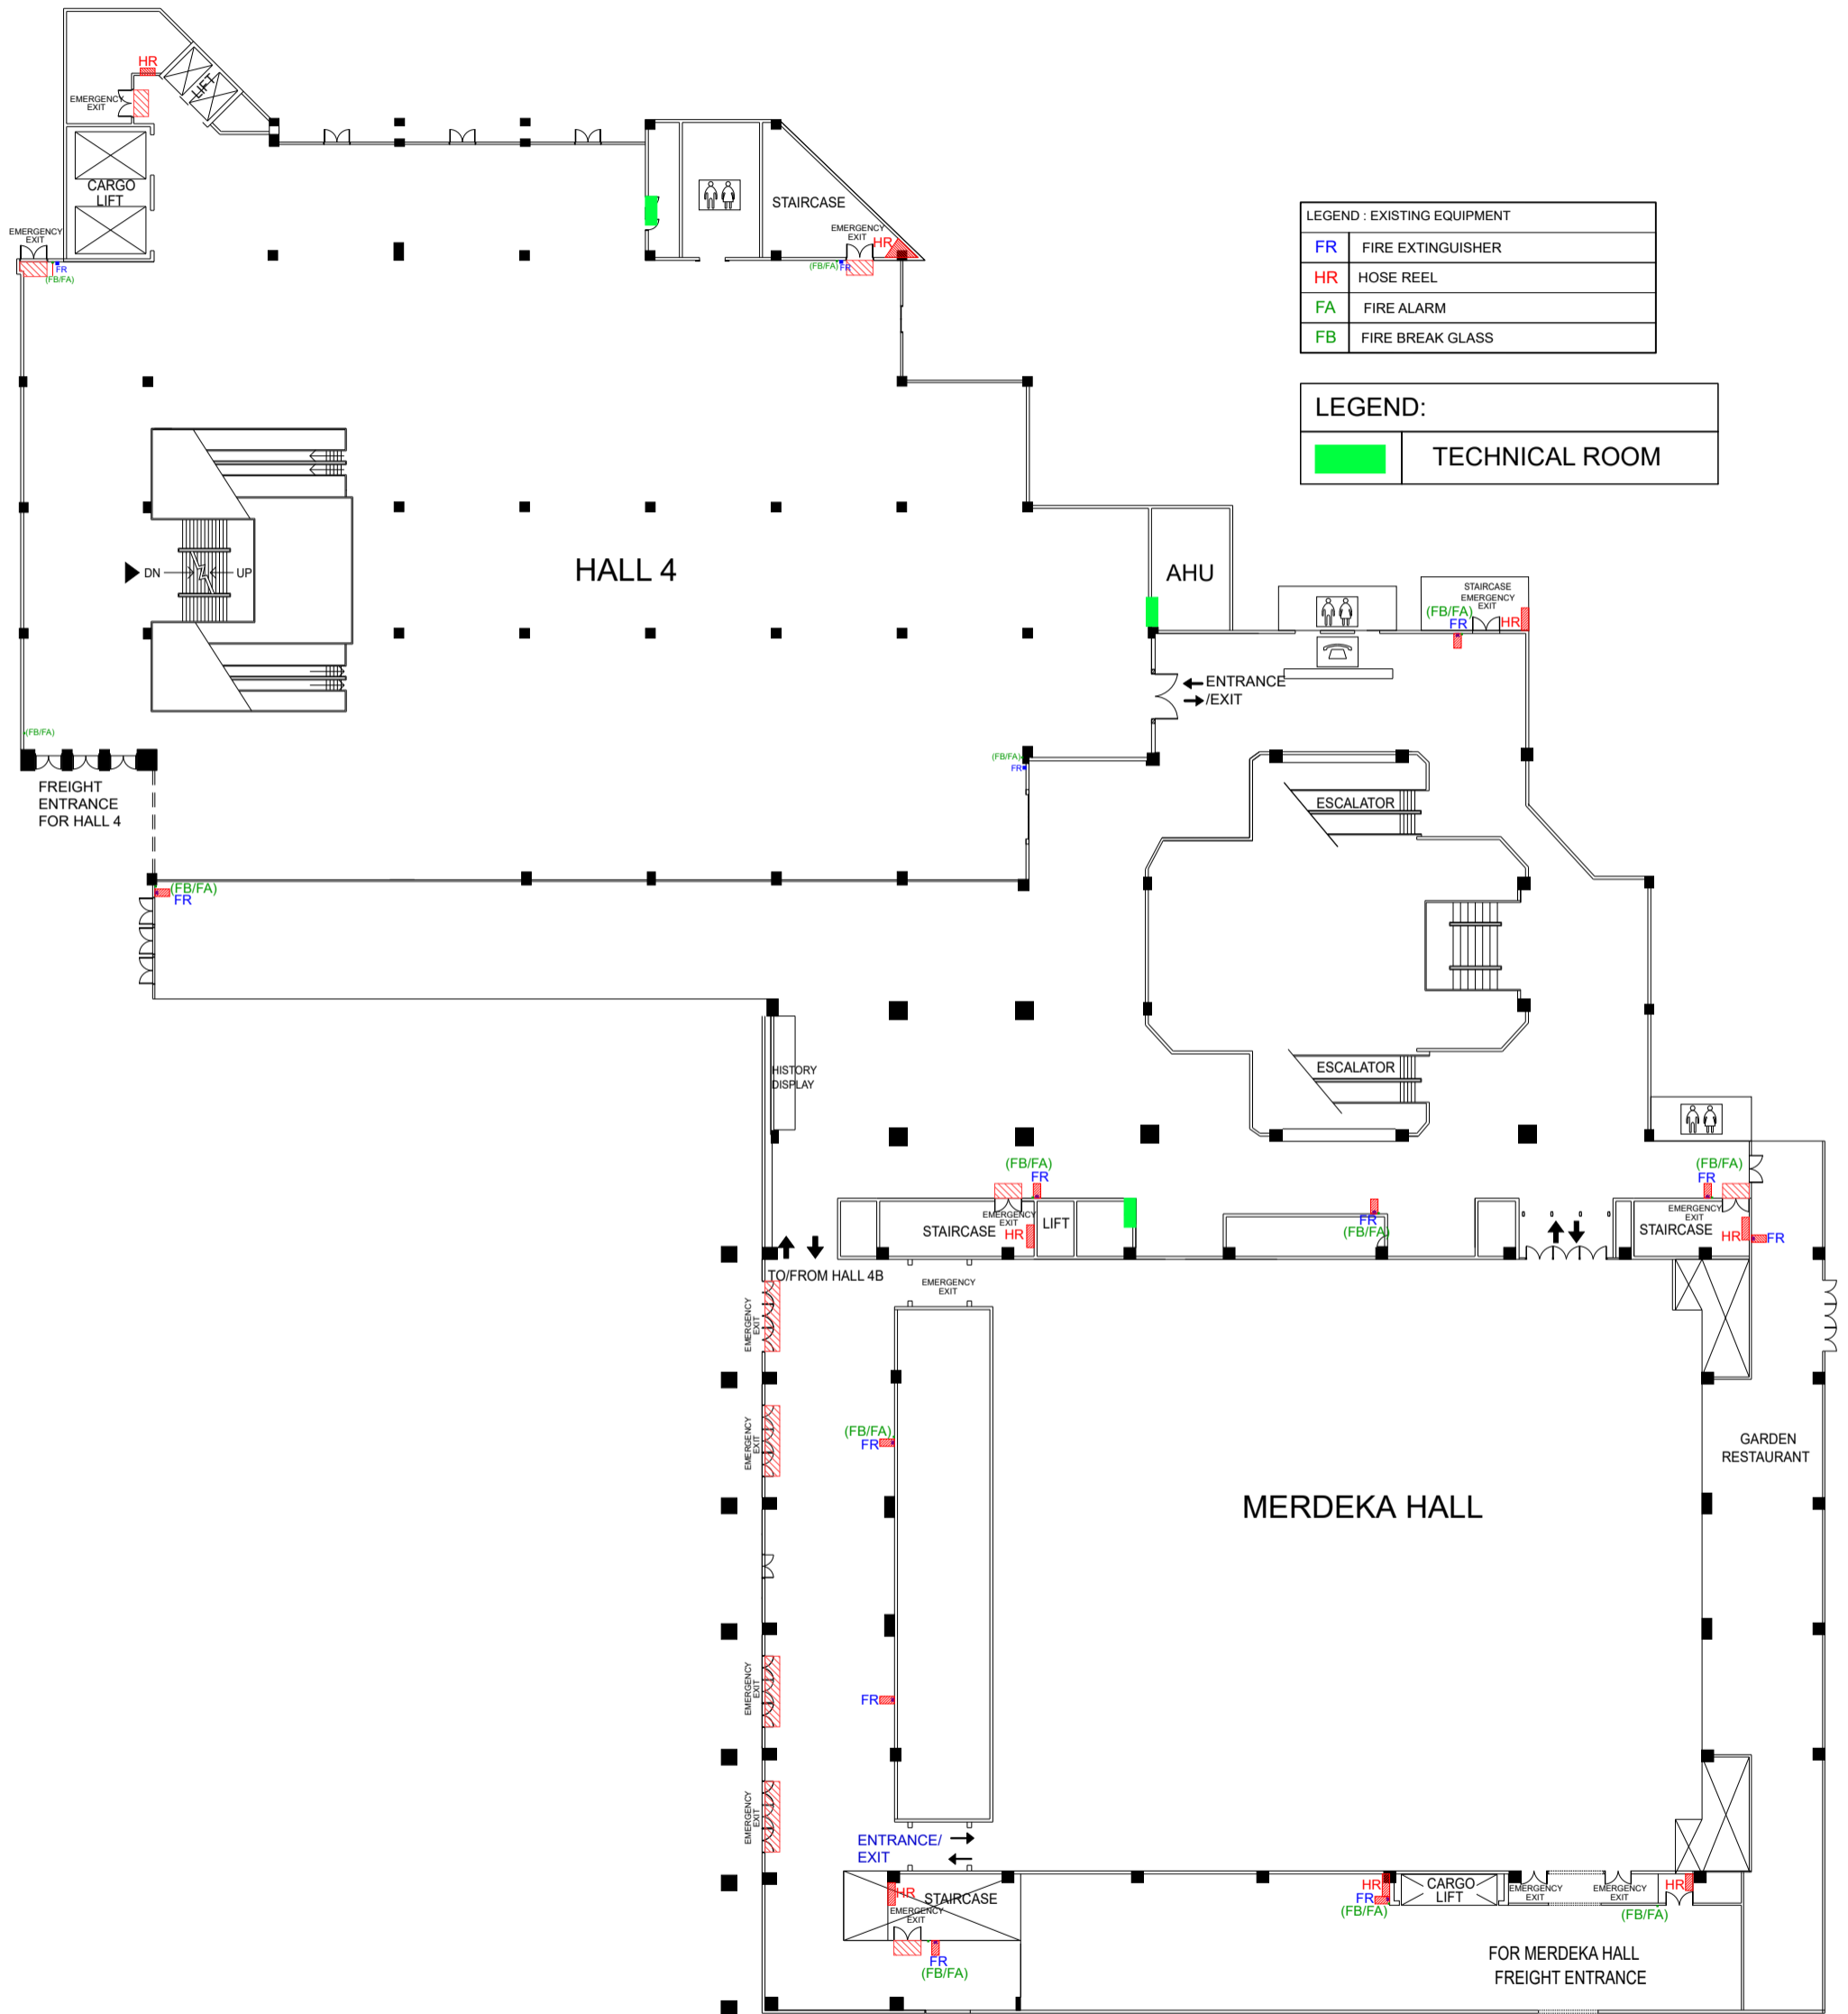 HR
LIFT
EMERGENCY
EXIT
CARGO
LIFT
EMERGENCY
EXIT
FR
(FB/FA)
STAIRCASE
EMERGENCY
EXIT
HR
(FB/FA)
FR
LEGEND : EXISTING EQUIPMENT
FR FIRE EXTINGUISHER
HR HOSE REEL
FA FIRE ALARM
FB FIRE BREAK GLASS
LEGEND:
TECHNICAL ROOM
DN
UP
HALL 4
AHU
STAIRCASE
EMERGENCY
EXIT
(FB/FA)
FR
HR
ENTRANCE
/EXIT
(FB/FA)
FREIGHT
ENTRANCE
FOR HALL 4
(FB/FA)
FR
ESCALATOR
(FB/FA)
FR
HISTORY
DISPLAY
ESCALATOR
(FB/FA)
FR
EMERGENCY
EXIT
STAIRCASE
HR
LIFT
FR
(FB/FA)
(FB/FA)
FR
EMERGENCY
EXIT
STAIRCASE
HR
FR
TO/FROM HALL 4B
EMERGENCY
EXIT
EMERGENCY
EXIT
EMERGENCY
EXIT
(FB/FA)
FR
MERDEKA HALL
GARDEN
RESTAURANT
EMERGENCY
EXIT
FR
EMERGENCY
EXIT
ENTRANCE/
EXIT
HR
STAIRCASE
EMERGENCY
EXIT
FR
(FB/FA)
HR
FR
(FB/FA)
CARGO
LIFT
EMERGENCY
EXIT
EMERGENCY
EXIT
HR
(FB/FA)
FOR MERDEKA HALL
FREIGHT ENTRANCE